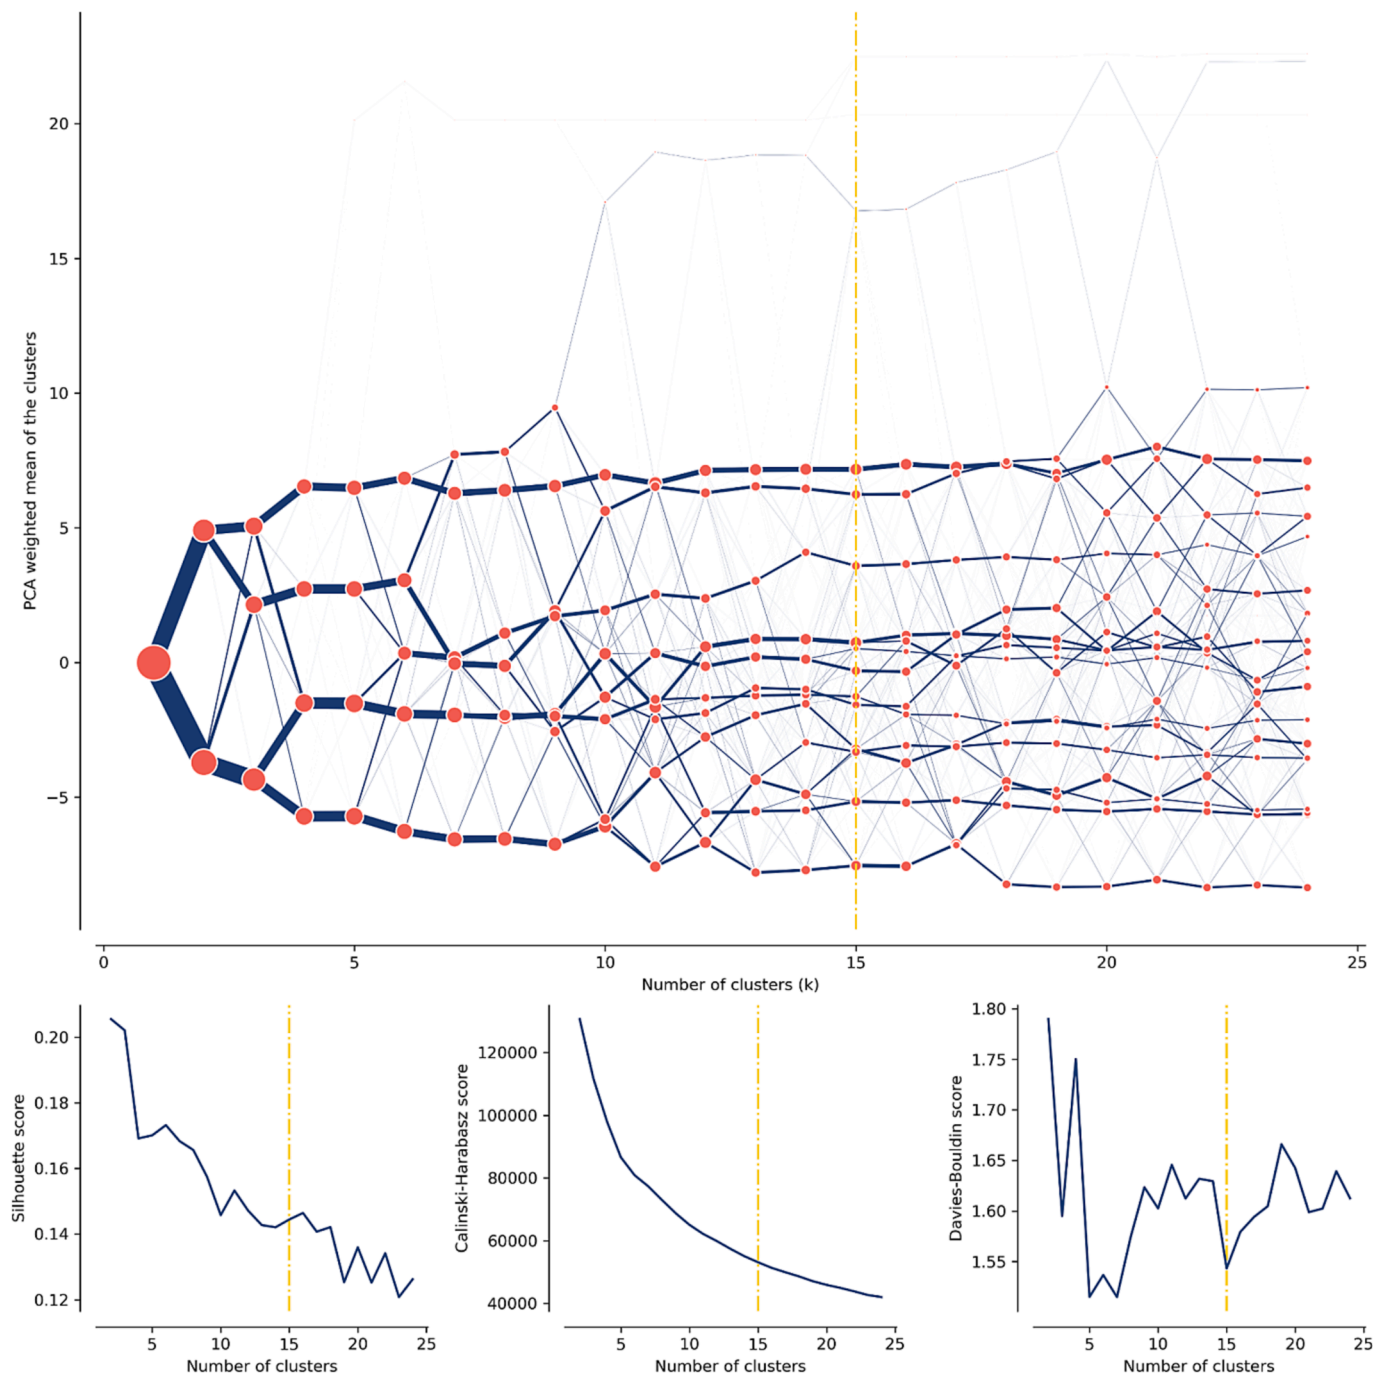 PCA weighted mean of the clusters
20
15
10
5
0
−5
0 5 10 15 20 25
Number of clusters (k)
Silhouette score
0.20
0.18
0.16
0.14
0.12
5 10 15 20 25
Number of clusters
Calinski-Harabasz score
120000
100000
80000
60000
40000
5 10 15 20 25
Number of clusters
Davies-Bouldin score
1.80
1.75
1.70
1.65
1.60
1.55
5 10 15 20 25
Number of clusters